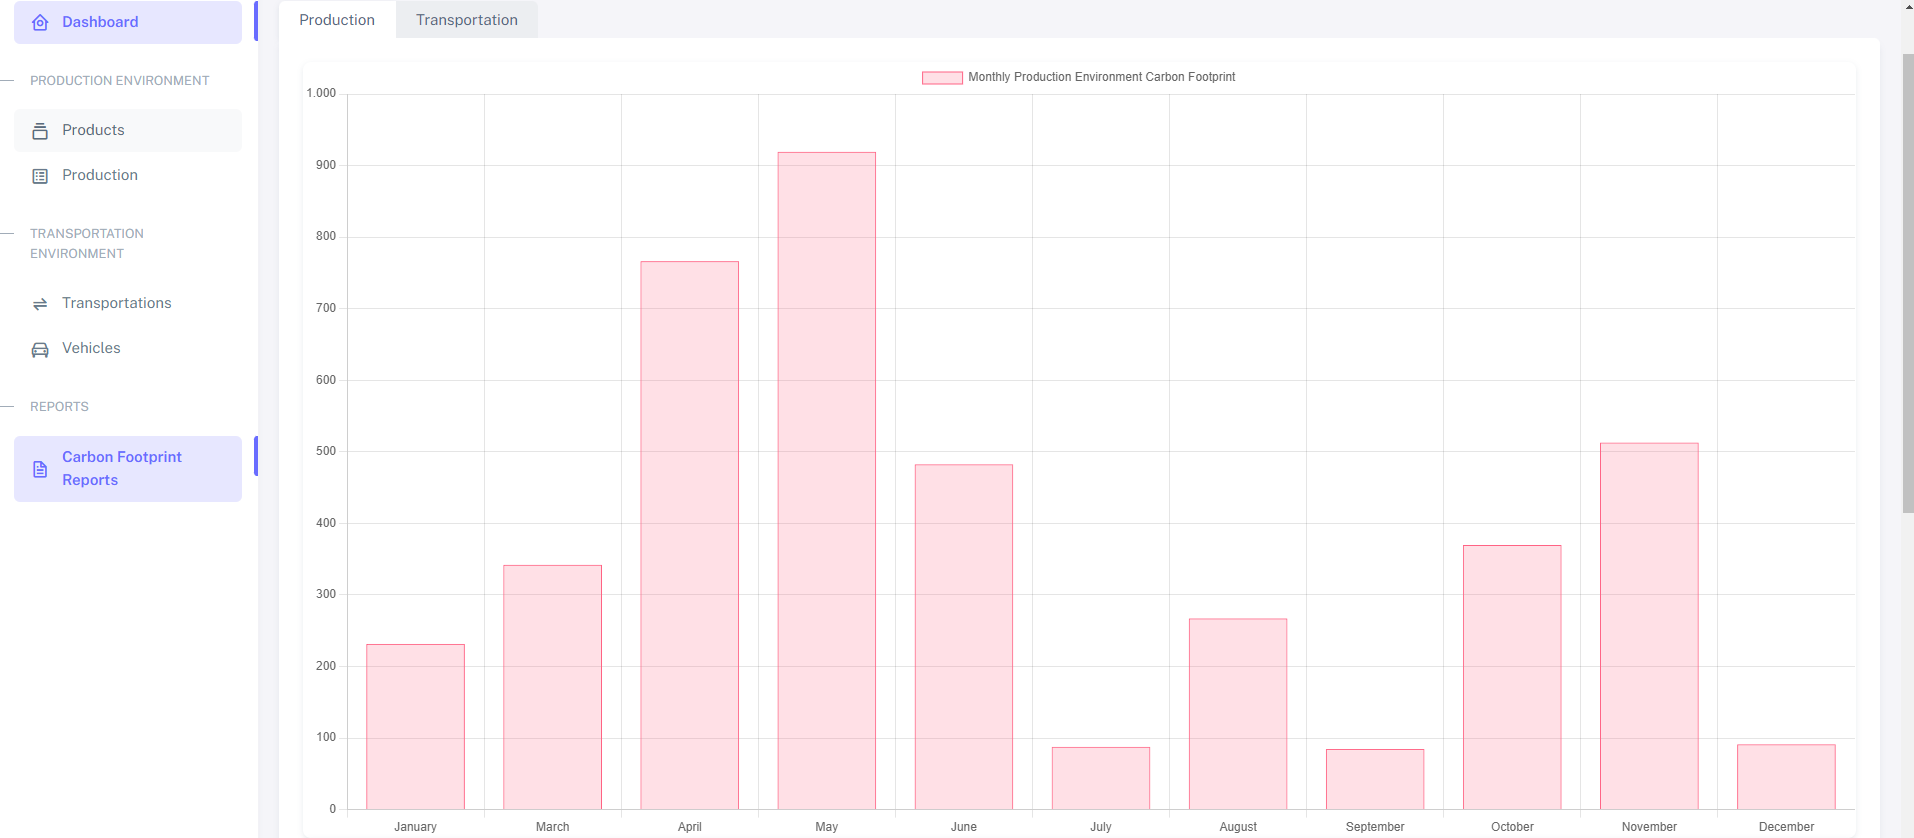 Dashboard
PRODUCTION ENVIRONMENT
Products
Production
TRANSPORTATION
ENVIRONMENT
Transportations
Vehicles
REPORTS
Carbon Footprint
Reports
Production
Transportation
Monthly Production Environment Carbon Footprint
1.000
900
800
700
600
500
400
300
200
100
0
January
March
April
May
June
July
August
September
October
November
December